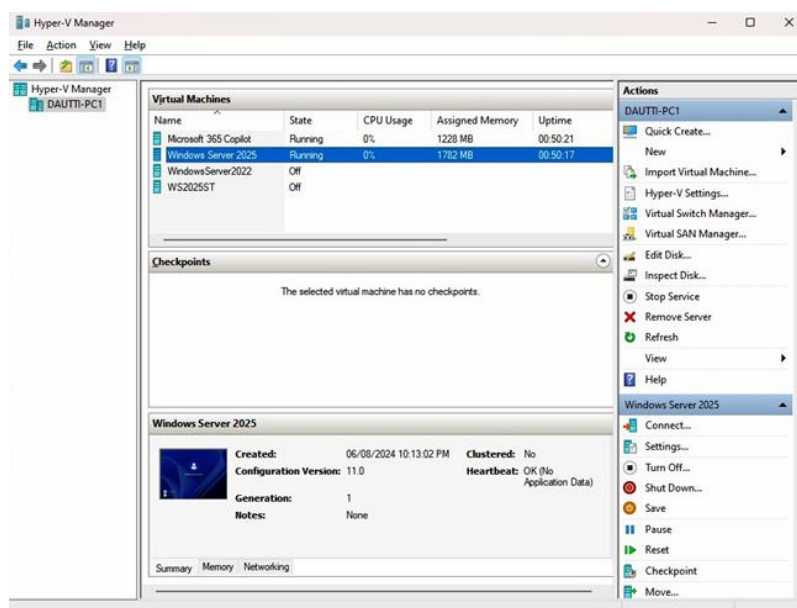 Hyper-V Manager
File Action View Help
Hyper-V Manager
DAUTTI-PC1
Virtual Machines
Name State CPU Usage Assigned Memory Uptime
Microsoft 365 Copilot Running 0% 1228 MB 00:50:21
Windows Server 2025 Running 0% 1782 MB 00:50:17
WindowsServer2022 Off
WS2025ST Off
Checkpoints
The selected virtual machine has no checkpoints.
Windows Server 2025
Created: 06/08/2024 10:13:02 PM Clustered: No
Configuration Version: 11.0 Heartbeat: OK (No
Application Data)
Generation: 1
Notes: None
Summary Memory Networking
Actions
DAUTTI-PC1
Quick Create...
New
Import Virtual Machine...
Hyper-V Settings...
Virtual Switch Manager...
Virtual SAN Manager...
Edit Disk...
Inspect Disk...
Stop Service
Remove Server
Refresh
View
Help
Windows Server 2025
Connect...
Settings...
Turn Off...
Shut Down...
Save
Pause
Reset
Checkpoint
Move...